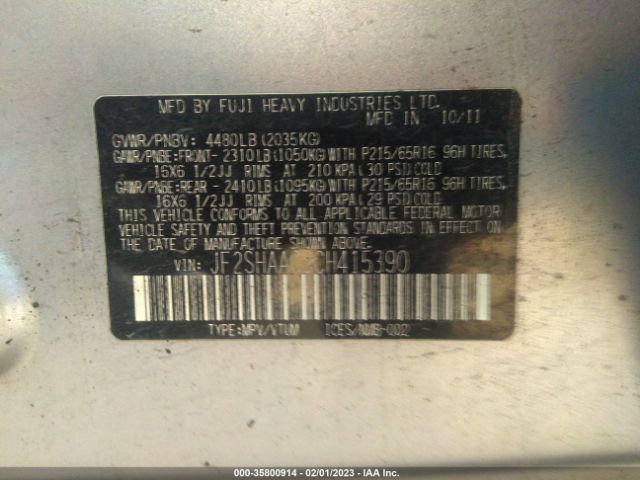 MFD BY FUJI HEAVY INDUSTRIES LTD.
MFD IN 10/11
GVWR/PNBV: 4480LB (2035KG)
GAWR/PNBE:FRONT- 2310LB(1050KG)WITH P215/65R16 96H TIRES,
16X6 1/2JJ RIMS AT 210 KPA(30 PSI)COLD
GAWR/PNBE:REAR - 2410LB(1095KG)WITH P215/65R16 96H TIRES,
16X6 1/2JJ RIMS AT 200 KPA(29 PSI)COLD
THIS VEHICLE CONFORMS TO ALL APPLICABLE FEDERAL MOTOR
VEHICLE SAFETY AND THEFT PREVENTION STANDARDS IN EFFECT
ON THE DATE OF MANUFACTURE SHOWN ABOVE.
VIN:
TYPE:MPV/VTUM ICES/NMB-002
000-35800914 - 02/01/2023 - IAA Inc.